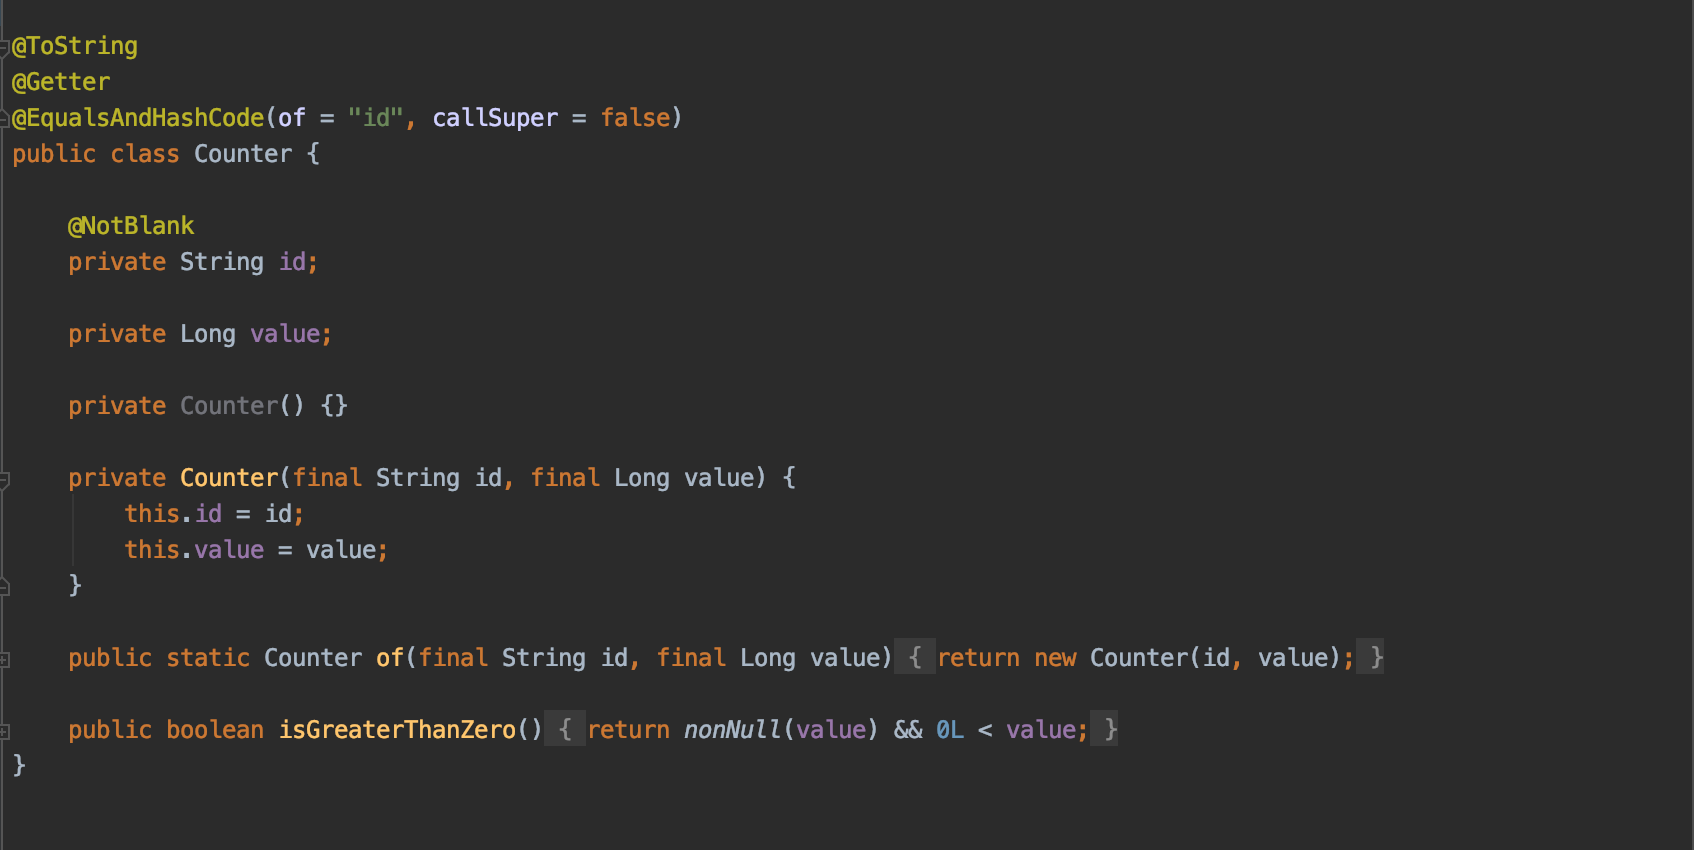 @ToString
@Getter
@EqualsAndHashCode(of = "id", callSuper = false)
public class Counter {
@NotBlank
private String id;
private Long value;
private Counter() {}
private Counter(final String id, final Long value) {
this.id = id;
this.value = value;
}
public static Counter of(final String id, final Long value) { return new Counter(id, value); }
public boolean isGreaterThanZero() { return nonNull(value) && 0L < value; }
}